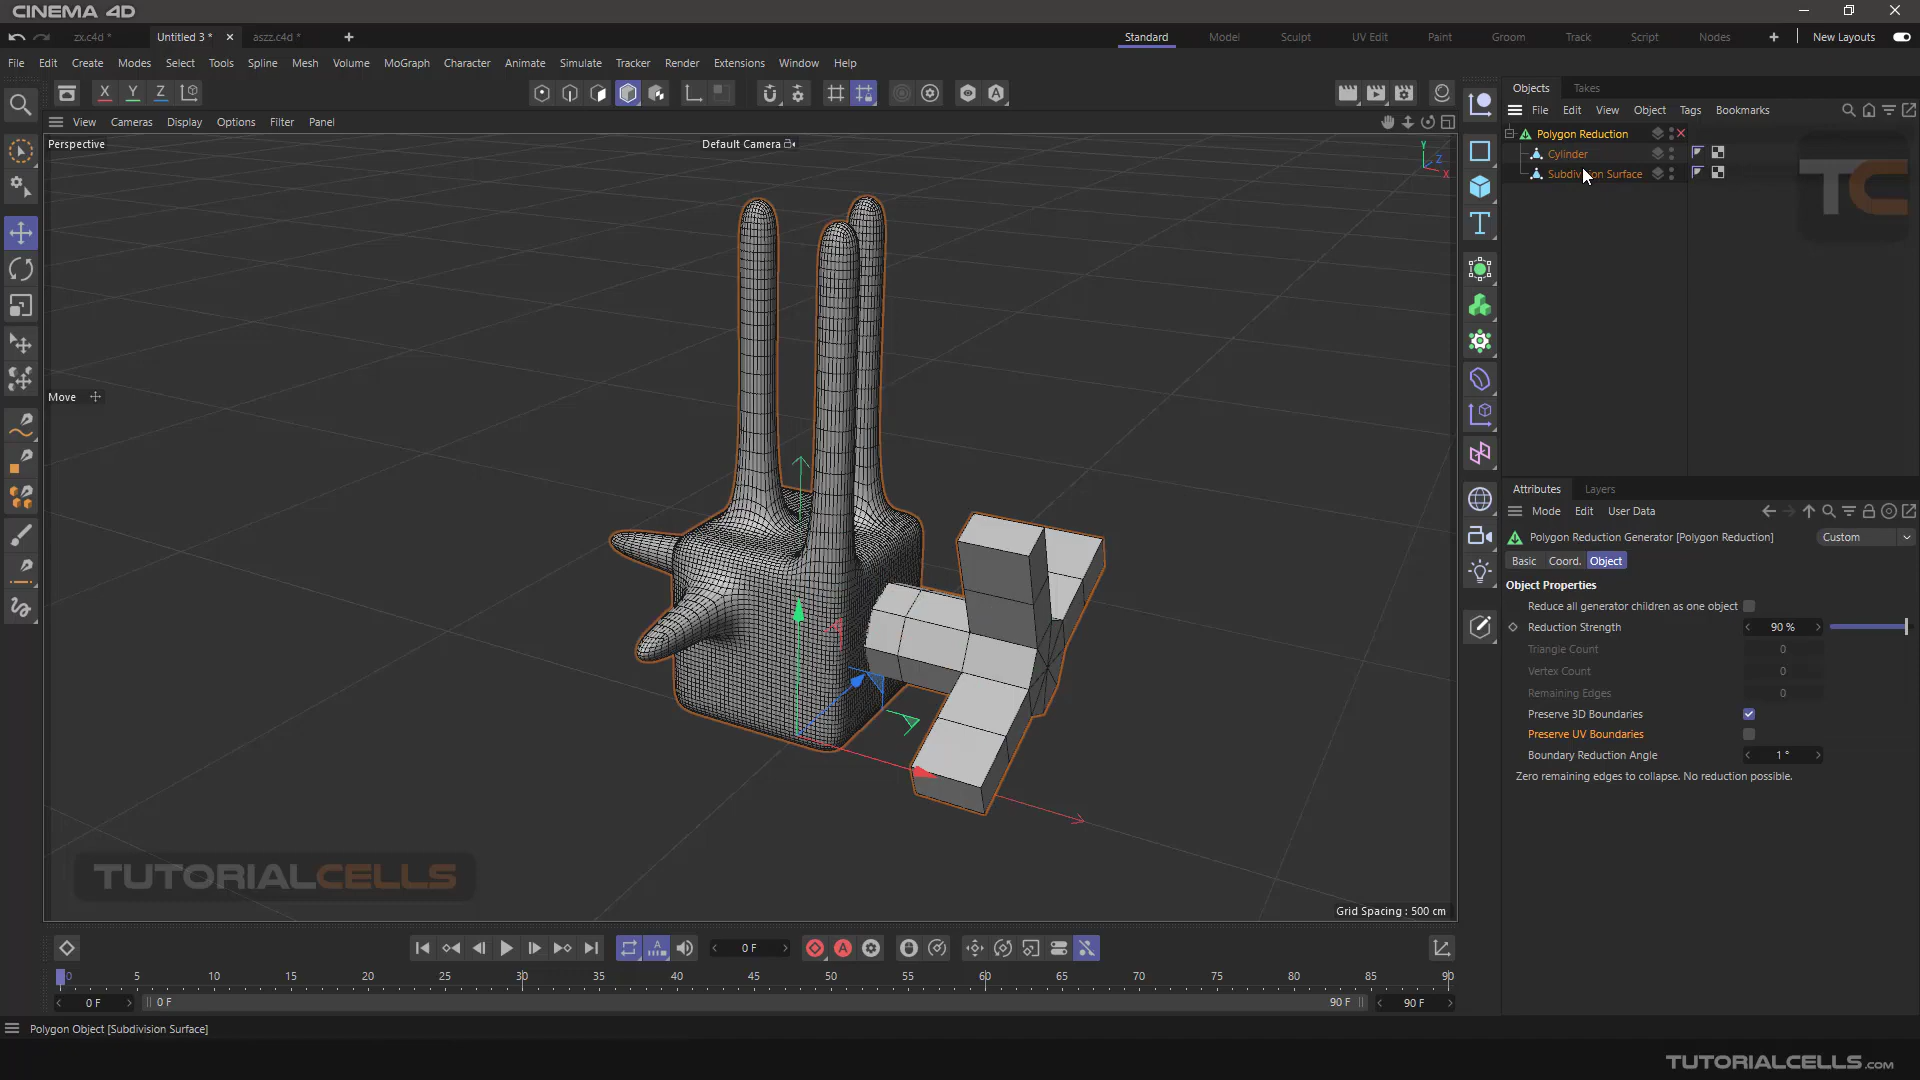 CINEMA 4D
zx.c4d * Untitled 3 * × aszz.c4d * +
Standard Model Sculpt UV Edit Paint Groom Track Script Nodes + New Layouts
File Edit Create Modes Select Tools Spline Mesh Volume MoGraph Character Animate Simulate Tracker Render Extensions Window Help
X Y Z A
View Cameras Display Options Filter Panel
Perspective Default Camera
Y Z X
Move
TUTORIALCELLS
Grid Spacing : 500 cm
Objects Takes
File Edit View Object Tags Bookmarks
Polygon Reduction
Cylinder
Subdivision Surface
TC
T
Attributes Layers
Mode Edit User Data
Polygon Reduction Generator [Polygon Reduction] Custom
Basic Coord. Object
Object Properties
Reduce all generator children as one object
Reduction Strength 90 %
Triangle Count 0
Vertex Count 0
Remaining Edges 0
Preserve 3D Boundaries
Preserve UV Boundaries
Boundary Reduction Angle 1 °
Zero remaining edges to collapse. No reduction possible.
A 0 F A
0 5 10 15 20 25 30 35 40 45 50 55 60 65 70 75 80 85 90
0 F 0 F 90 F 90 F
Polygon Object [Subdivision Surface]
TUTORIALCELLS.COM